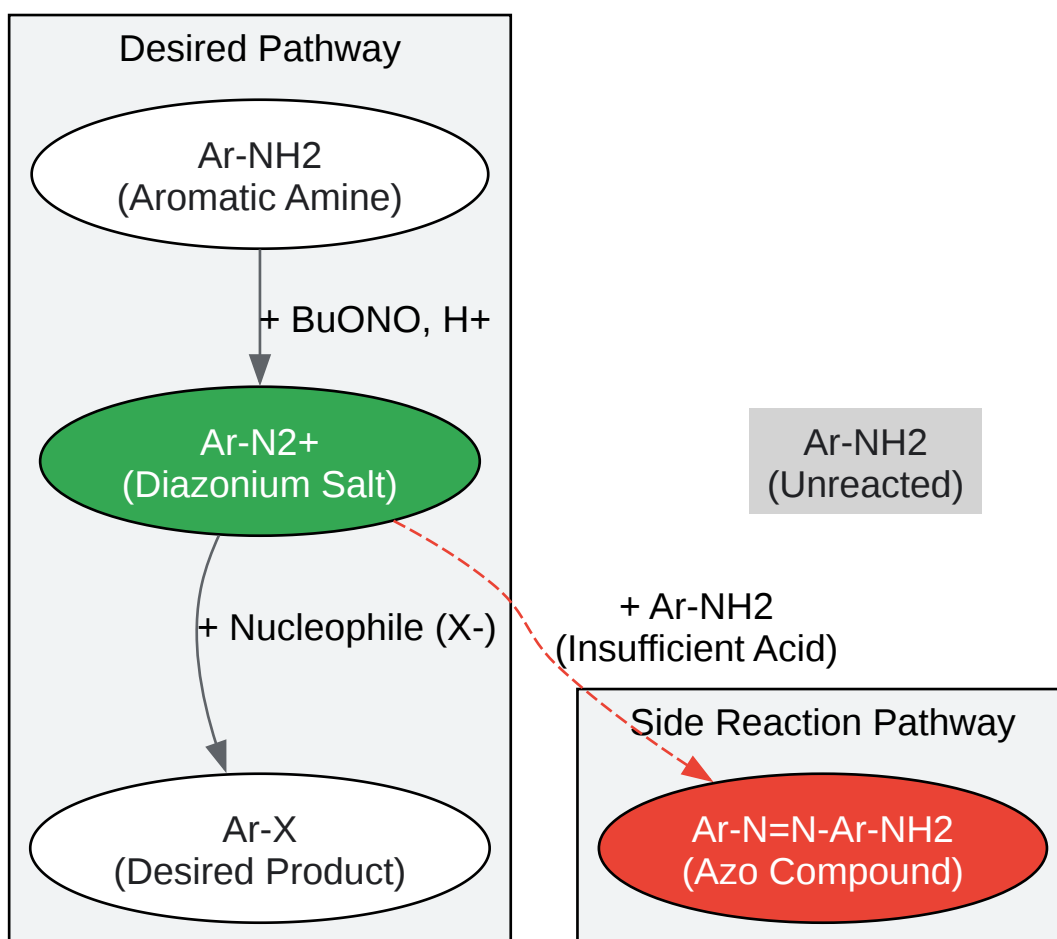 Desired Pathway
Ar-NH2
(Aromatic Amine)
+ BuONO, H+
Ar-N2+
(Diazonium Salt)
Ar-NH2
(Unreacted)
+ Nucleophile (X-)
+ Ar-NH2
(Insufficient Acid)
Side Reaction Pathway
Ar-X
(Desired Product)
Ar-N=N-Ar-NH2
(Azo Compound)